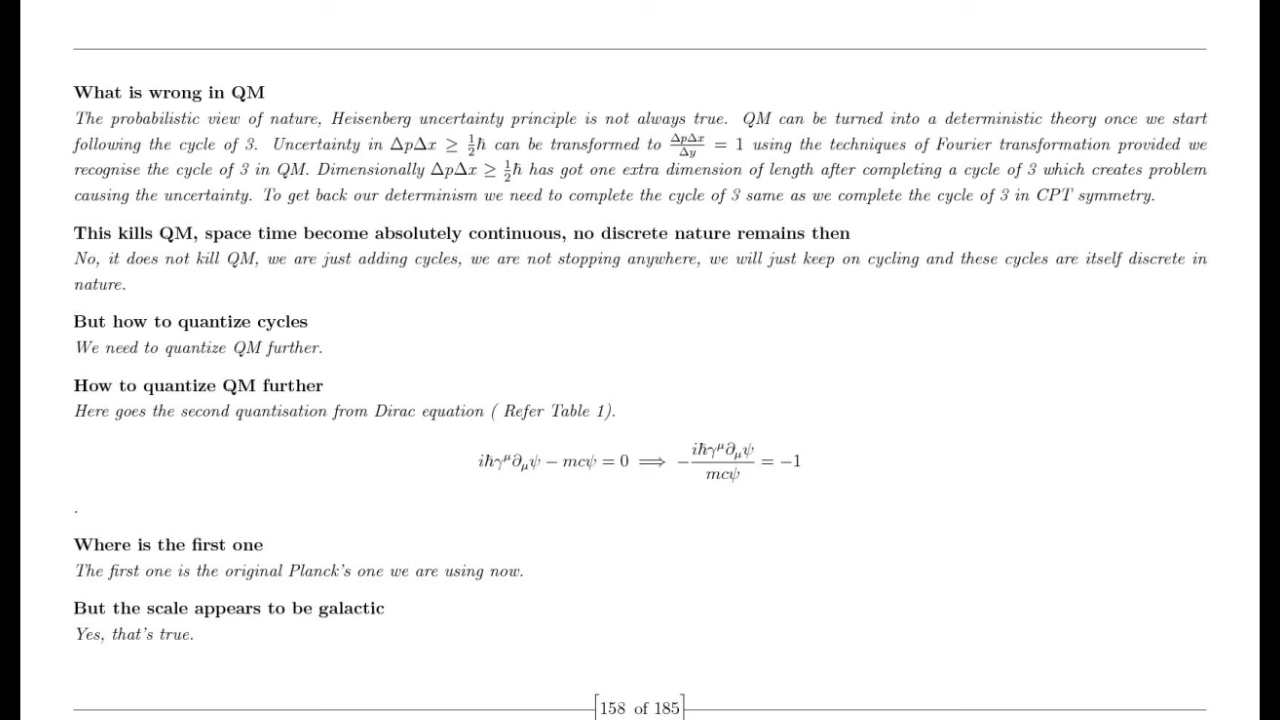 What is wrong in QM
The probabilistic view of nature, Heisenberg uncertainty principle is not always true. QM can be turned into a deterministic theory once we start
following the cycle of 3. Uncertainty in ΔpΔx ≥ ½ħ can be transformed to ΔpΔx/Δy = 1 using the techniques of Fourier transformation provided we
recognise the cycle of 3 in QM. Dimensionally ΔpΔx ≥ ½ħ has got one extra dimension of length after completing a cycle of 3 which creates problem
causing the uncertainty. To get back our determinism we need to complete the cycle of 3 same as we complete the cycle of 3 in CPT symmetry.
This kills QM, space time become absolutely continuous, no discrete nature remains then
No, it does not kill QM, we are just adding cycles, we are not stopping anywhere, we will just keep on cycling and these cycles are itself discrete in
nature.
But how to quantize cycles
We need to quantize QM further.
How to quantize QM further
Here goes the second quantisation from Dirac equation ( Refer Table 1).
iħγ^μ∂_μψ − mcψ = 0 ⟹ −iħγ^μ∂_μψ/mcψ = −1
.
Where is the first one
The first one is the original Planck's one we are using now.
But the scale appears to be galactic
Yes, that's true.
158 of 185